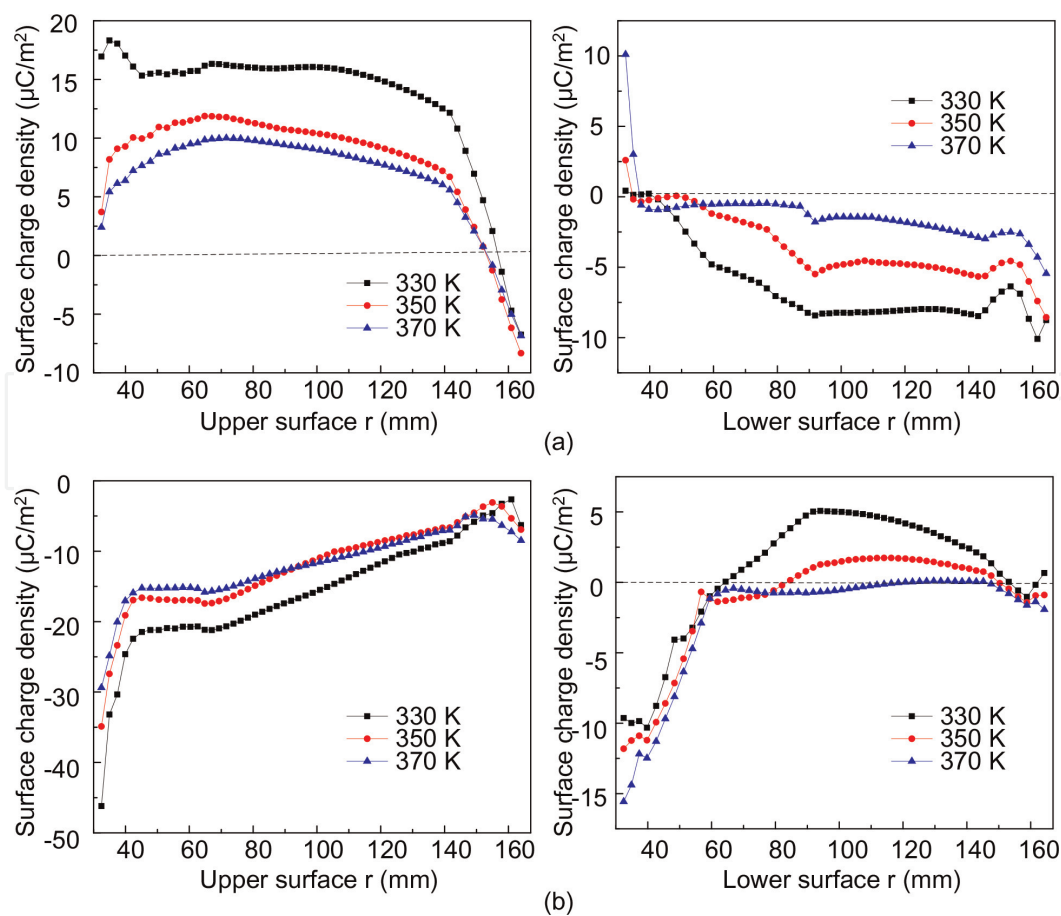 Surface charge density (μC/m²)
20
15
10
5
0
-5
-10
330 K
350 K
370 K
40 60 80 100 120 140 160
Upper surface r (mm)
Surface charge density (μC/m²)
10
5
0
-5
-10
330 K
350 K
370 K
40 60 80 100 120 140 160
Lower surface r (mm)
(a)
Surface charge density (μC/m²)
0
-10
-20
-30
-40
-50
330 K
350 K
370 K
40 60 80 100 120 140 160
Upper surface r (mm)
Surface charge density (μC/m²)
5
0
-5
-10
-15
330 K
350 K
370 K
40 60 80 100 120 140 160
Lower surface r (mm)
(b)